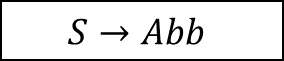 S → Abb